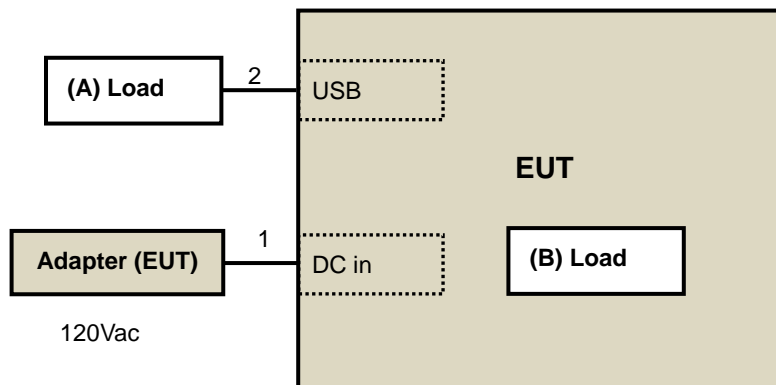 (A) Load
2
USB
EUT
Adapter (EUT)
1
DC in
(B) Load
120Vac